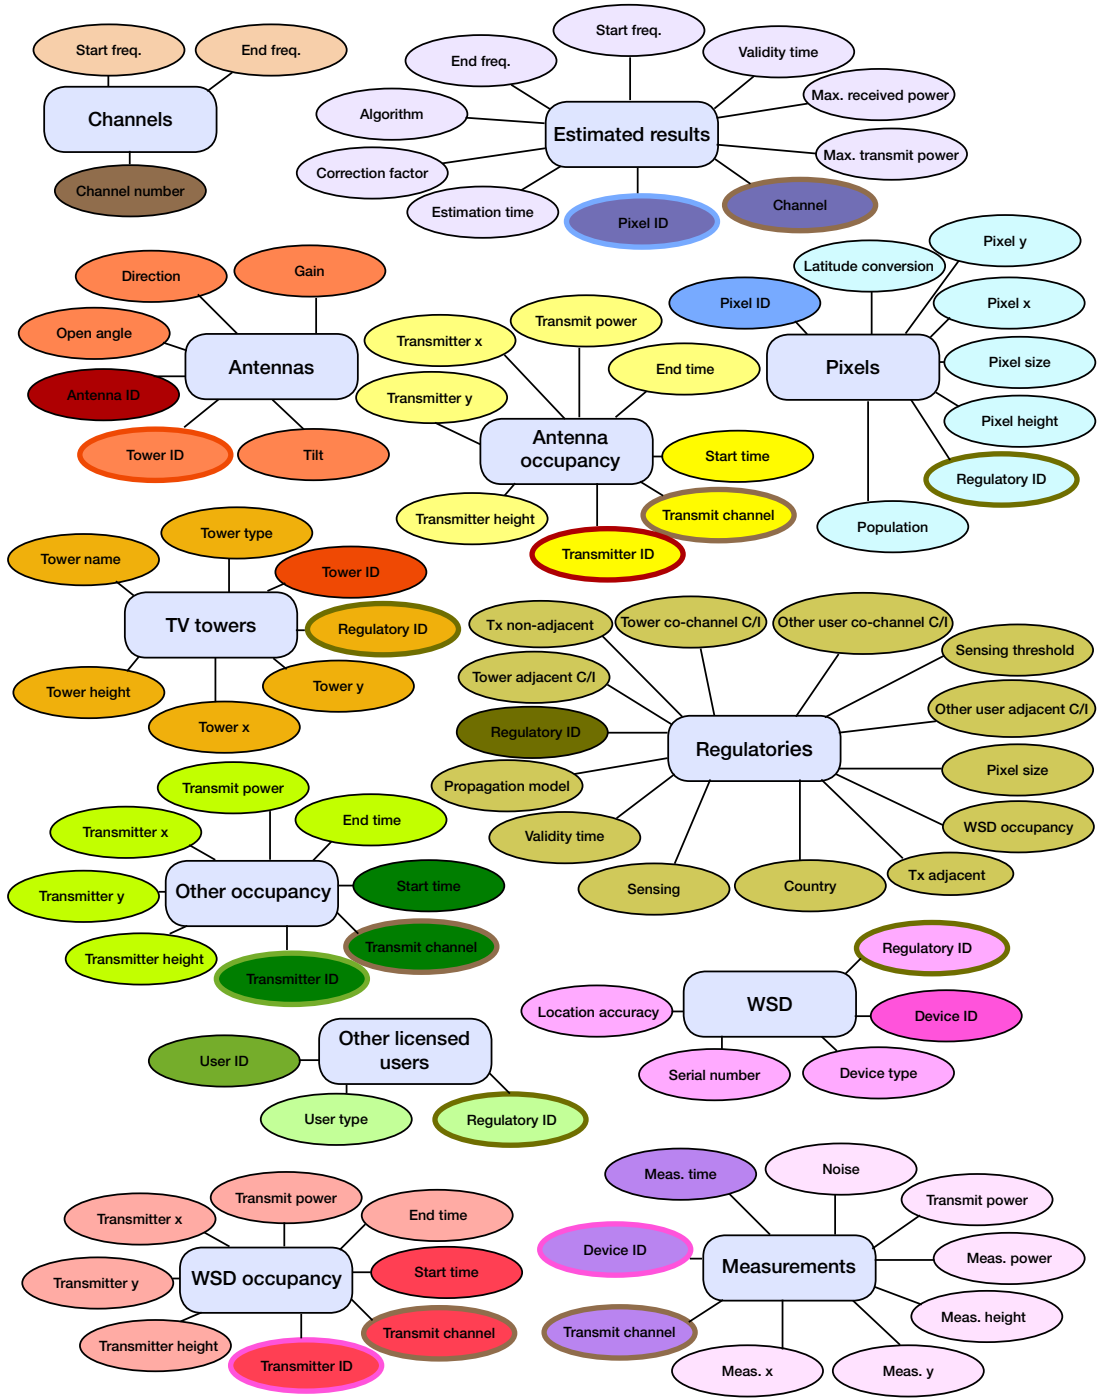 Start freq.
End freq.
Channels
Channel number
Start freq.
End freq.
Validity time
Algorithm
Max. received power
Estimated results
Correction factor
Max. transmit power
Estimation time
Pixel ID
Channel
Direction
Gain
Open angle
Antennas
Antenna ID
Tower ID
Tilt
Transmit power
Transmitter x
End time
Transmitter y
Antenna
occupancy
Start time
Transmitter height
Transmit channel
Transmitter ID
Pixel y
Latitude conversion
Pixel ID
Pixel x
Pixels
Pixel size
Pixel height
Regulatory ID
Population
Tower type
Tower name
Tower ID
TV towers
Regulatory ID
Tower height
Tower y
Tower x
Tx non-adjacent
Tower co-channel C/I
Other user co-channel C/I
Sensing threshold
Tower adjacent C/I
Other user adjacent C/I
Regulatory ID
Regulatories
Propagation model
Pixel size
Validity time
WSD occupancy
Sensing
Country
Tx adjacent
Transmit power
Transmitter x
End time
Other occupancy
Start time
Transmitter y
Transmitter height
Transmit channel
Transmitter ID
Regulatory ID
WSD
Location accuracy
Device ID
Serial number
Device type
Other licensed
users
User ID
User type
Regulatory ID
Transmit power
Transmitter x
End time
WSD occupancy
Start time
Transmitter y
Transmitter height
Transmit channel
Transmitter ID
Meas. time
Noise
Transmit power
Device ID
Measurements
Meas. power
Meas. height
Transmit channel
Meas. x
Meas. y